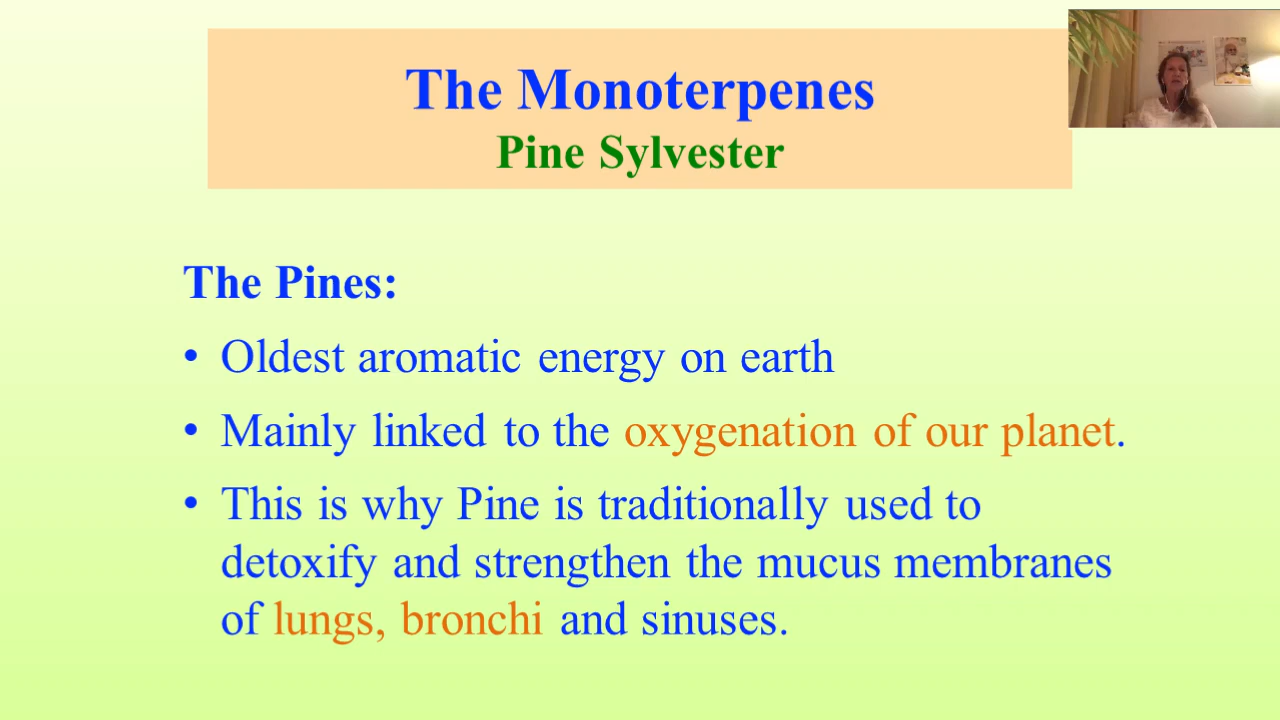 The Monoterpenes
Pine Sylvester
The Pines:
• Oldest aromatic energy on earth
• Mainly linked to the oxygenation of our planet.
• This is why Pine is traditionally used to
detoxify and strengthen the mucus membranes
of lungs, bronchi and sinuses.